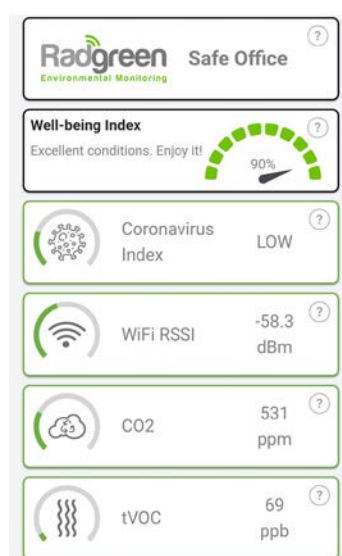 Radgreen
Environmental Monitoring
Safe Office
?
Well-being Index
?
Excellent conditions. Enjoy it!
90%
Coronavirus
Index
LOW
?
WiFi RSSI
-58.3
dBm
?
CO2
531
ppm
?
tVOC
69
ppb
?